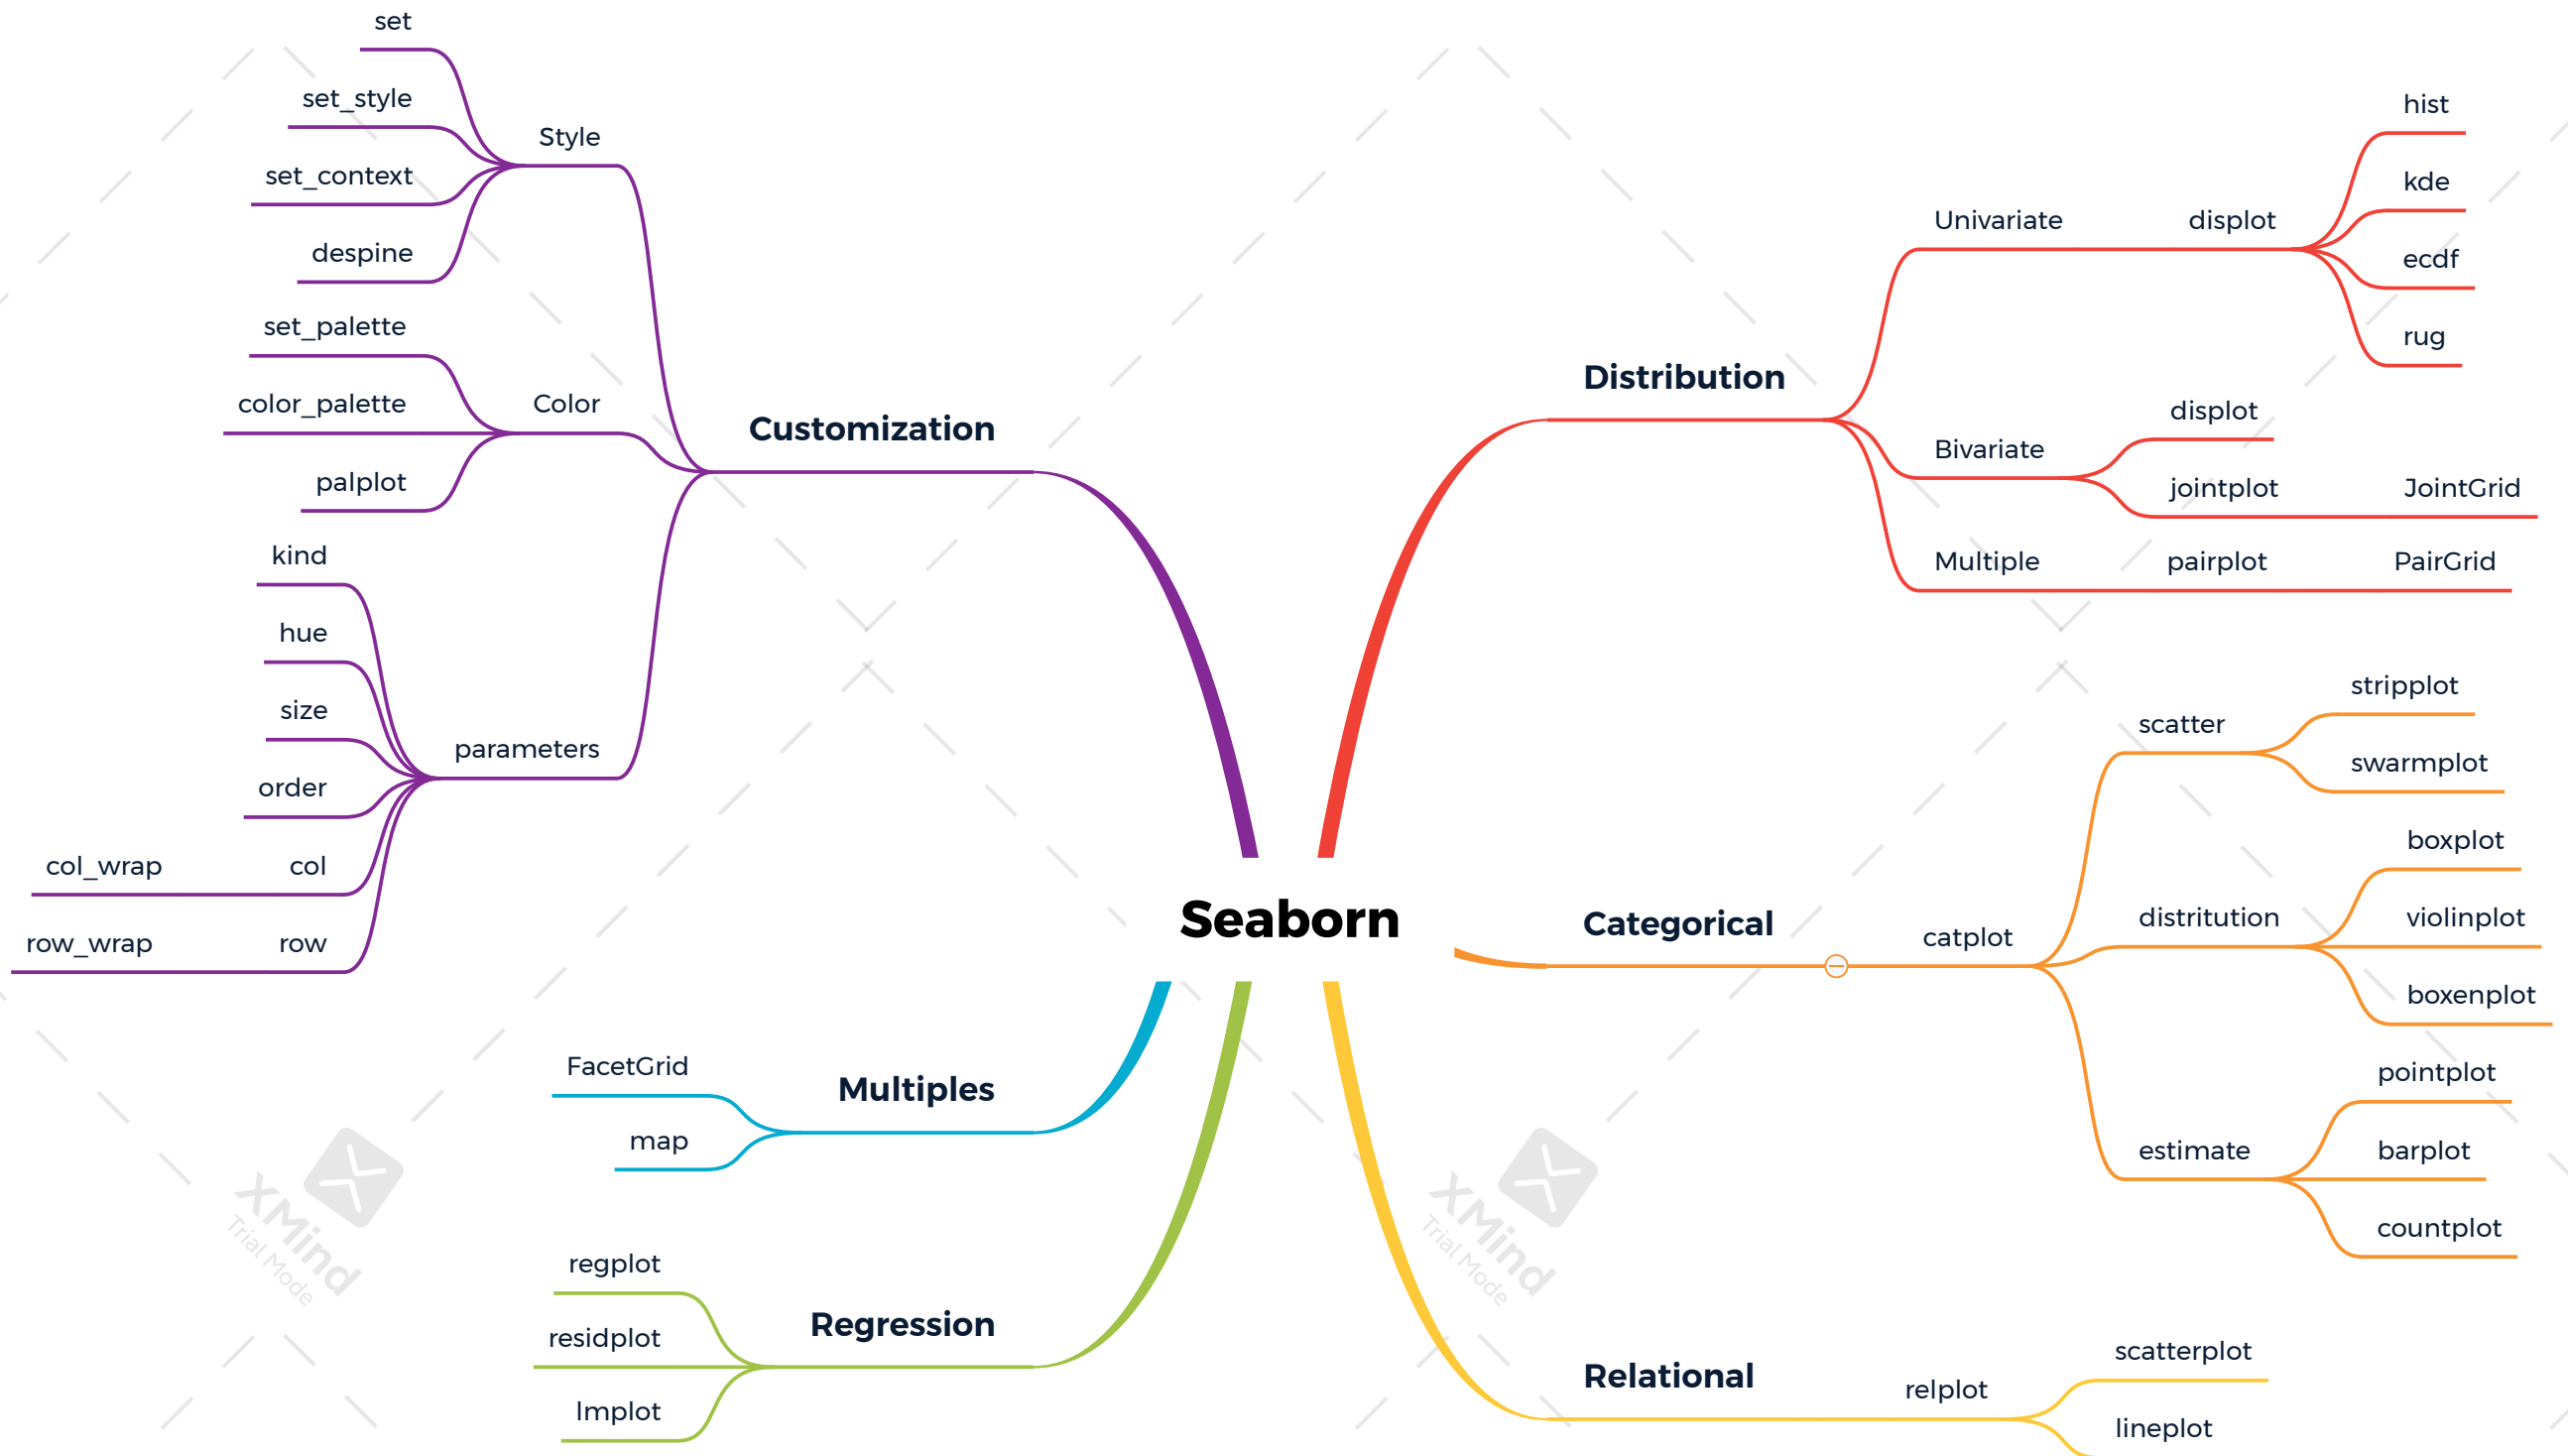 Seaborn
Customization
Style
set
set_style
set_context
despine
Color
set_palette
color_palette
palplot
parameters
kind
hue
size
order
col
col_wrap
row
row_wrap
Multiples
FacetGrid
map
Regression
regplot
residplot
lmplot
Distribution
Univariate
displot
hist
kde
ecdf
rug
Bivariate
displot
jointplot
JointGrid
Multiple
pairplot
PairGrid
Categorical
catplot
scatter
stripplot
swarmplot
distritution
boxplot
violinplot
boxenplot
estimate
pointplot
barplot
countplot
Relational
relplot
scatterplot
lineplot
XMind
Trial Mode
XMind
Trial Mode